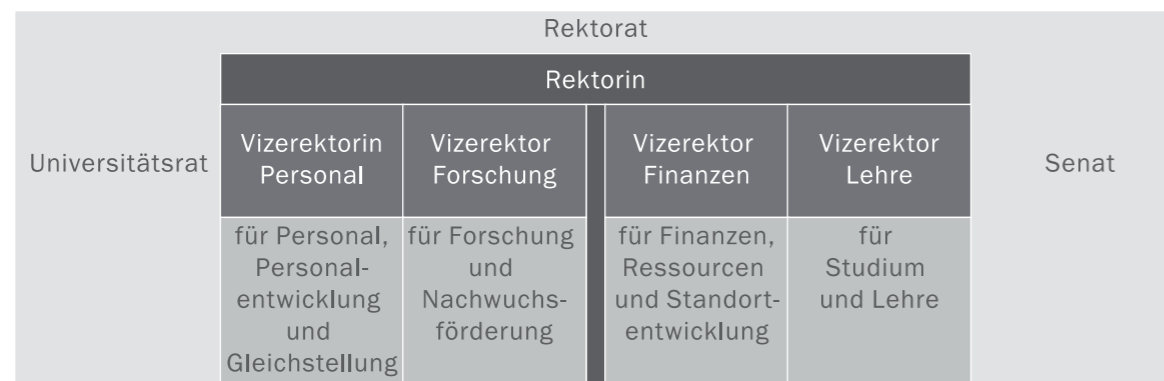 Rektorat
Rektorin
Universitätsrat
Vizerektorin
Personal
Vizerektor
Forschung
Vizerektor
Finanzen
Vizerektor
Lehre
Senat
für Personal,
Personal-
entwicklung
und
Gleichstellung
für Forschung
und
Nachwuchs-
förderung
für Finanzen,
Ressourcen
und Standort-
entwicklung
für
Studium
und Lehre